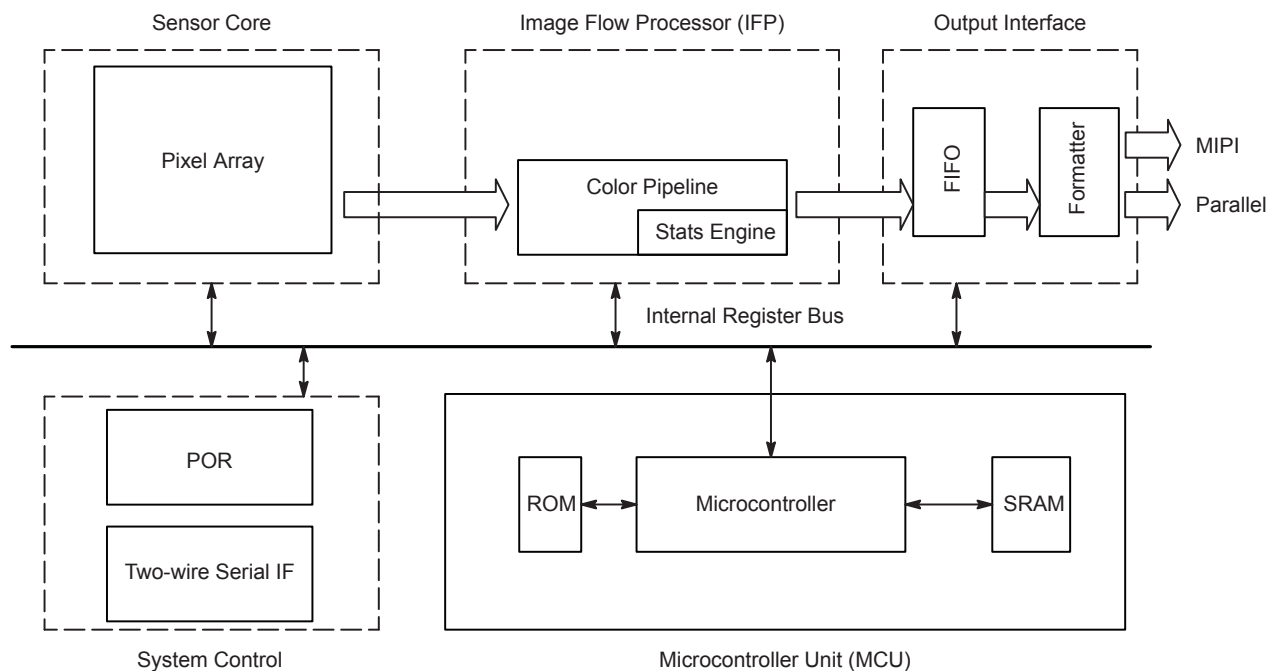 Sensor Core
Image Flow Processor (IFP)
Output Interface
Pixel Array
Color Pipeline
Stats Engine
FIFO
Formatter
MIPI
Parallel
Internal Register Bus
POR
Two-wire Serial IF
ROM
Microcontroller
SRAM
System Control
Microcontroller Unit (MCU)